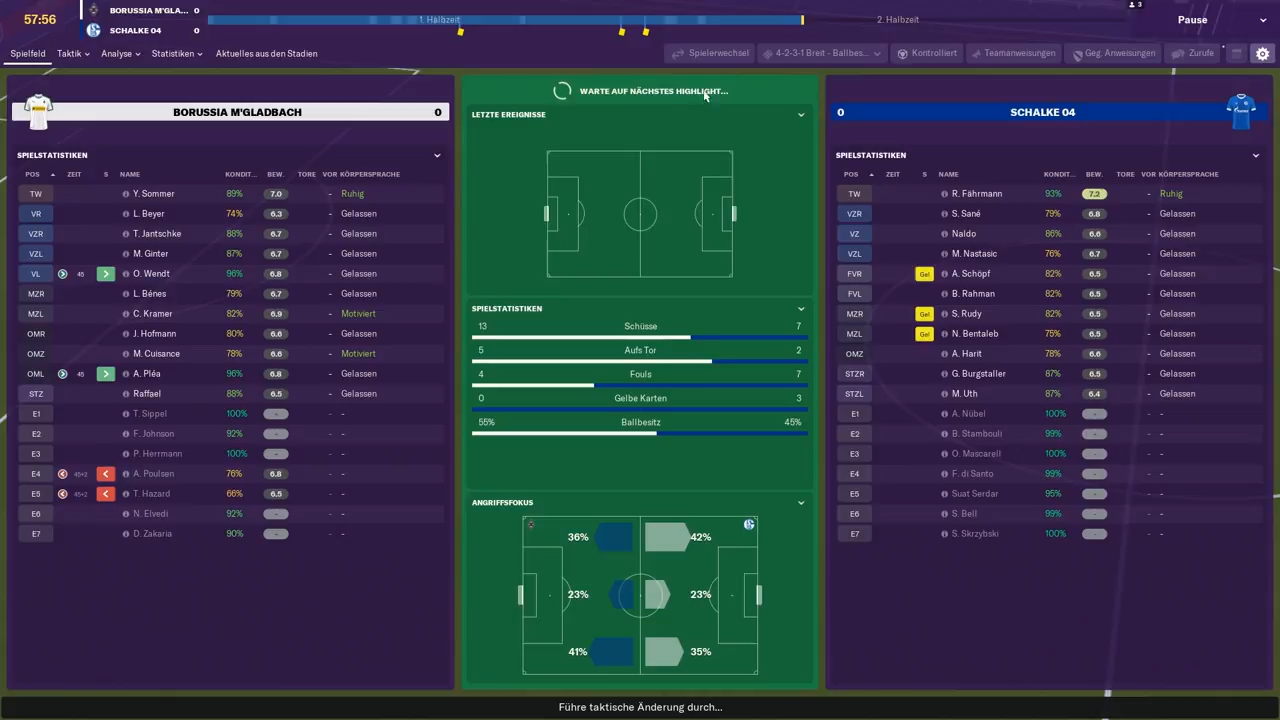 57:56
BORUSSIA M'GLA... 0
SCHALKE 04 0
1. Halbzeit
2. Halbzeit
3
Pause
Spielfeld Taktik Analyse Statistiken Aktuelles aus den Stadien
Spielerwechsel 4-2-3-1 Breit - Ballbes... Kontrolliert Teamanweisungen Geg. Anweisungen Zurufe
BORUSSIA M'GLADBACH 0
SPIELSTATISTIKEN
POS ZEIT S NAME KONDIT... BEW. TORE VOR KÖRPERSPRACHE
TW Y. Sommer 89% 7.0 - Ruhig
VR L. Beyer 74% 6.3 - Gelassen
VZR T. Jantschke 88% 6.7 - Gelassen
VZL M. Ginter 87% 6.7 - Gelassen
VL 45 O. Wendt 96% 6.8 - Gelassen
MZR L. Bénes 79% 6.7 - Gelassen
MZL C. Kramer 82% 6.9 - Motiviert
OMR J. Hofmann 80% 6.6 - Gelassen
OMZ M. Cuisance 78% 6.6 - Motiviert
OML 45 A. Pléa 96% 6.8 - Gelassen
STZ Raffael 88% 6.5 - Gelassen
E1 T. Sippel 100% - - -
E2 F. Johnson 92% - - -
E3 P. Herrmann 100% - - -
E4 45+2 A. Poulsen 76% 6.8 - -
E5 45+2 T. Hazard 66% 6.5 - -
E6 N. Elvedi 92% - - -
E7 D. Zakaria 90% - - -
WARTE AUF NÄCHSTES HIGHLIGHT...
LETZTE EREIGNISSE
SPIELSTATISTIKEN
13 Schüsse 7
5 Aufs Tor 2
4 Fouls 7
0 Gelbe Karten 3
55% Ballbesitz 45%
ANGRIFFSFOKUS
36% 42%
23% 23%
41% 35%
0 SCHALKE 04
SPIELSTATISTIKEN
POS ZEIT S NAME KONDIT... BEW. TORE VOR KÖRPERSPRACHE
TW R. Fährmann 93% 7.2 - Ruhig
VZR S. Sané 79% 6.8 - Gelassen
VZ Naldo 86% 6.6 - Gelassen
VZL M. Nastasic 76% 6.7 - Gelassen
FVR Gel A. Schöpf 82% 6.5 - Gelassen
FVL B. Rahman 82% 6.5 - Gelassen
MZR Gel S. Rudy 82% 6.5 - Gelassen
MZL Gel N. Bentaleb 75% 6.5 - Gelassen
OMZ A. Harit 78% 6.6 - Gelassen
STZR G. Burgstaller 87% 6.5 - Gelassen
STZL M. Uth 87% 6.4 - Gelassen
E1 A. Nübel 100% - - -
E2 B. Stambouli 99% - - -
E3 O. Mascarell 100% - - -
E4 F. di Santo 99% - - -
E5 Suat Serdar 95% - - -
E6 S. Bell 99% - - -
E7 S. Skrzybski 100% - - -
Führe taktische Änderung durch...